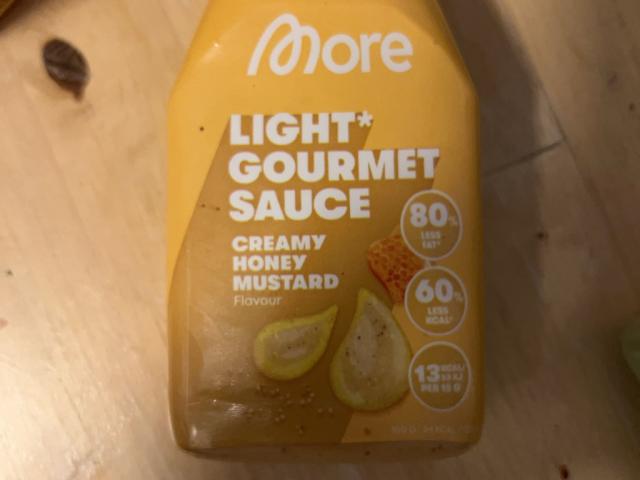 More
LIGHT*
GOURMET
SAUCE
CREAMY
HONEY
MUSTARD
Flavour
80%
LESS
FAT*
60%
LESS
KCAL*
13 KCAL/
PER 15 G